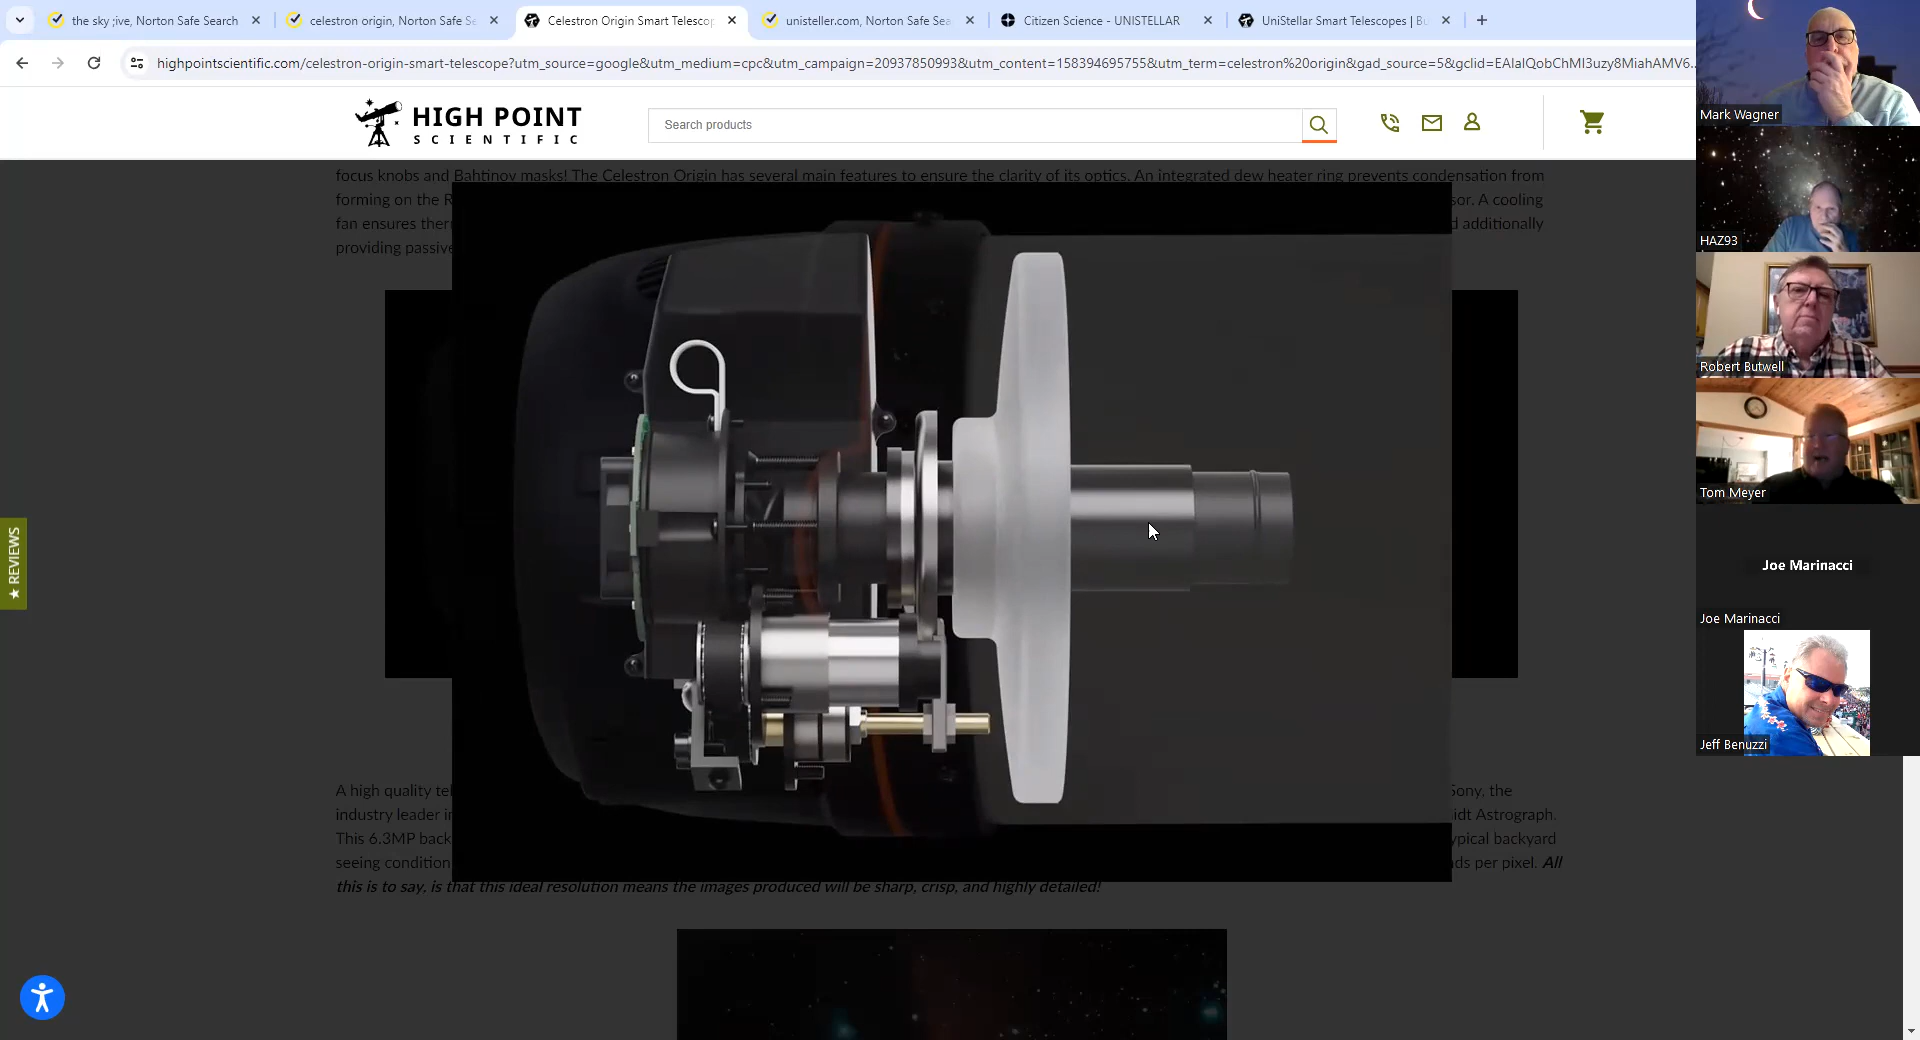 the sky ;ive, Norton Safe Search
celestron origin, Norton Safe Se
Celestron Origin Smart Telescop
unisteller.com, Norton Safe Sea
Citizen Science - UNISTELLAR
UniStellar Smart Telescopes | Bu
highpointscientific.com/celestron-origin-smart-telescope?utm_source=google&utm_medium=cpc&utm_campaign=20937850993&utm_content=158394695755&utm_term=celestron%20origin&gad_source=5&gclid=EAIaIQobChMI3uzy8MiahAMV6...
HIGH POINT
SCIENTIFIC
Search products
focus knobs and Bahtinov masks! The Celestron Origin has several main features to ensure the clarity of its optics. An integrated dew heater ring prevents condensation from
forming on the R sor. A cooling
fan ensures ther d additionally
providing passive
★ REVIEWS
A high quality tel Sony, the
industry leader in idt Astrograph.
This 6.3MP back ypical backyard
seeing condition ds per pixel. All
this is to say, is that this ideal resolution means the images produced will be sharp, crisp, and highly detailed!
Mark Wagner
HAZ93
Robert Butwell
Tom Meyer
Joe Marinacci
Joe Marinacci
Jeff Benuzzi